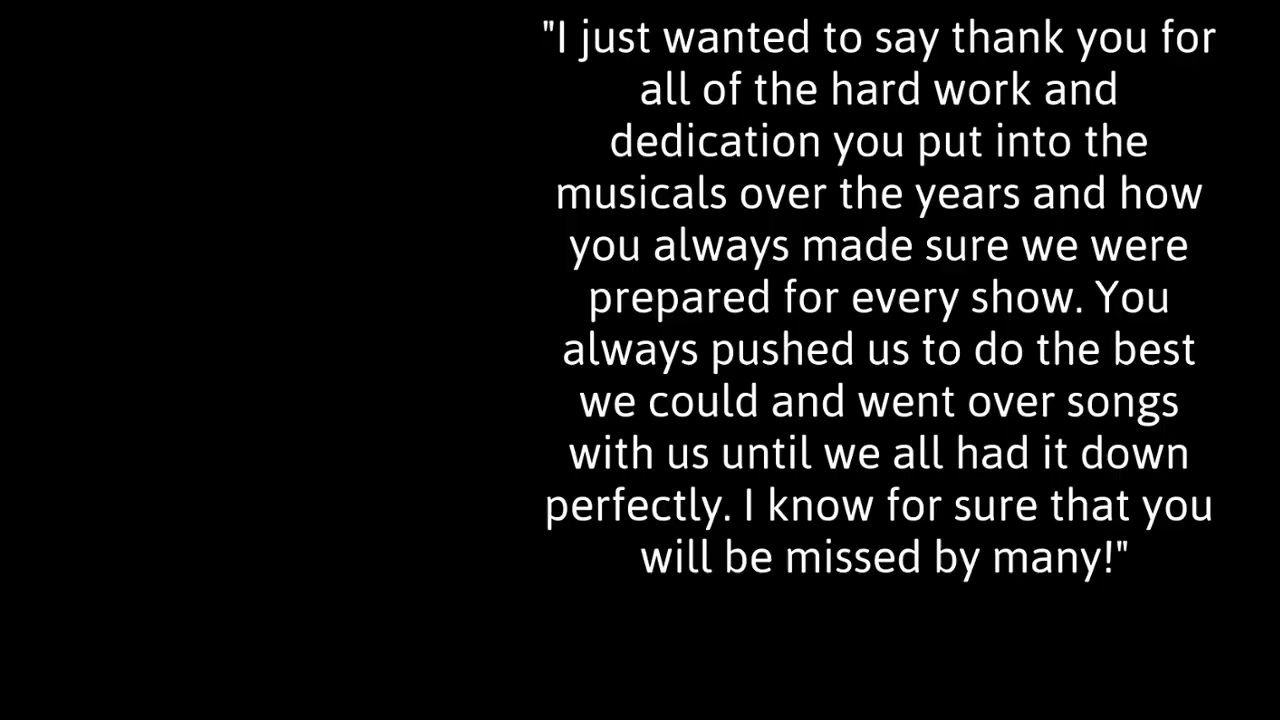 "I just wanted to say thank you for
all of the hard work and
dedication you put into the
musicals over the years and how
you always made sure we were
prepared for every show. You
always pushed us to do the best
we could and went over songs
with us until we all had it down
perfectly. I know for sure that you
will be missed by many!"